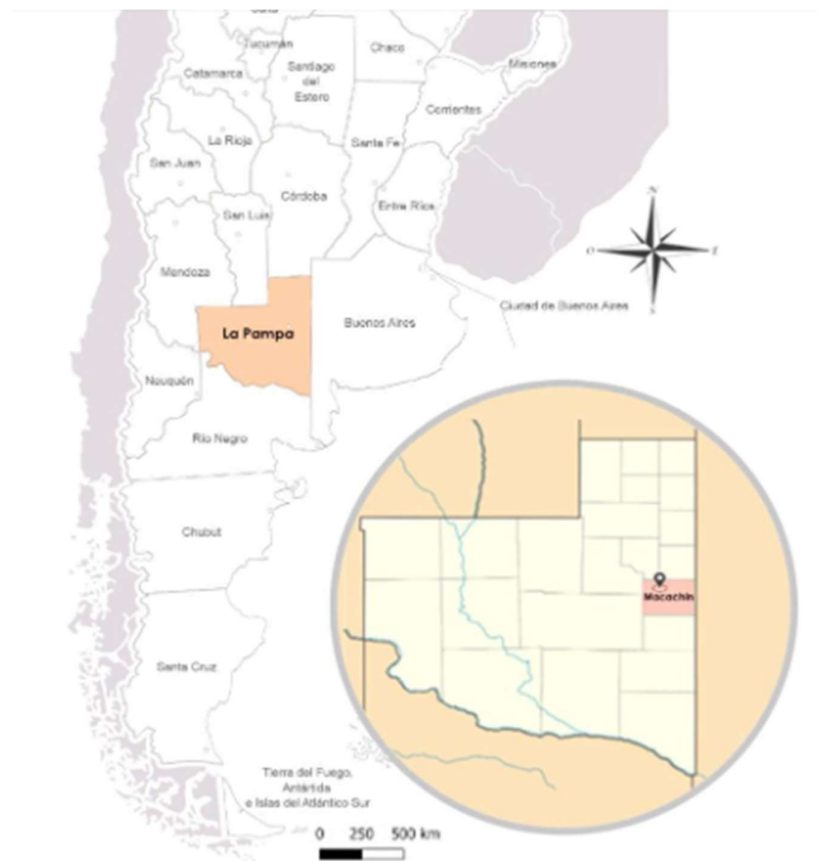 Tucumán
Chaco
Misiones
Catamarca
Santiago
del
Estero
Corrientes
La Rioja
Santa Fe
San Juan
Córdoba
Entre Ríos
San Luis
N
O
E
S
Mendoza
Ciudad de Buenos Aires
La Pampa
Buenos Aires
Neuquén
Río Negro
Chubut
Macachín
Santa Cruz
Tierra del Fuego,
Antártida
e Islas del Atlántico Sur
0 250 500 km